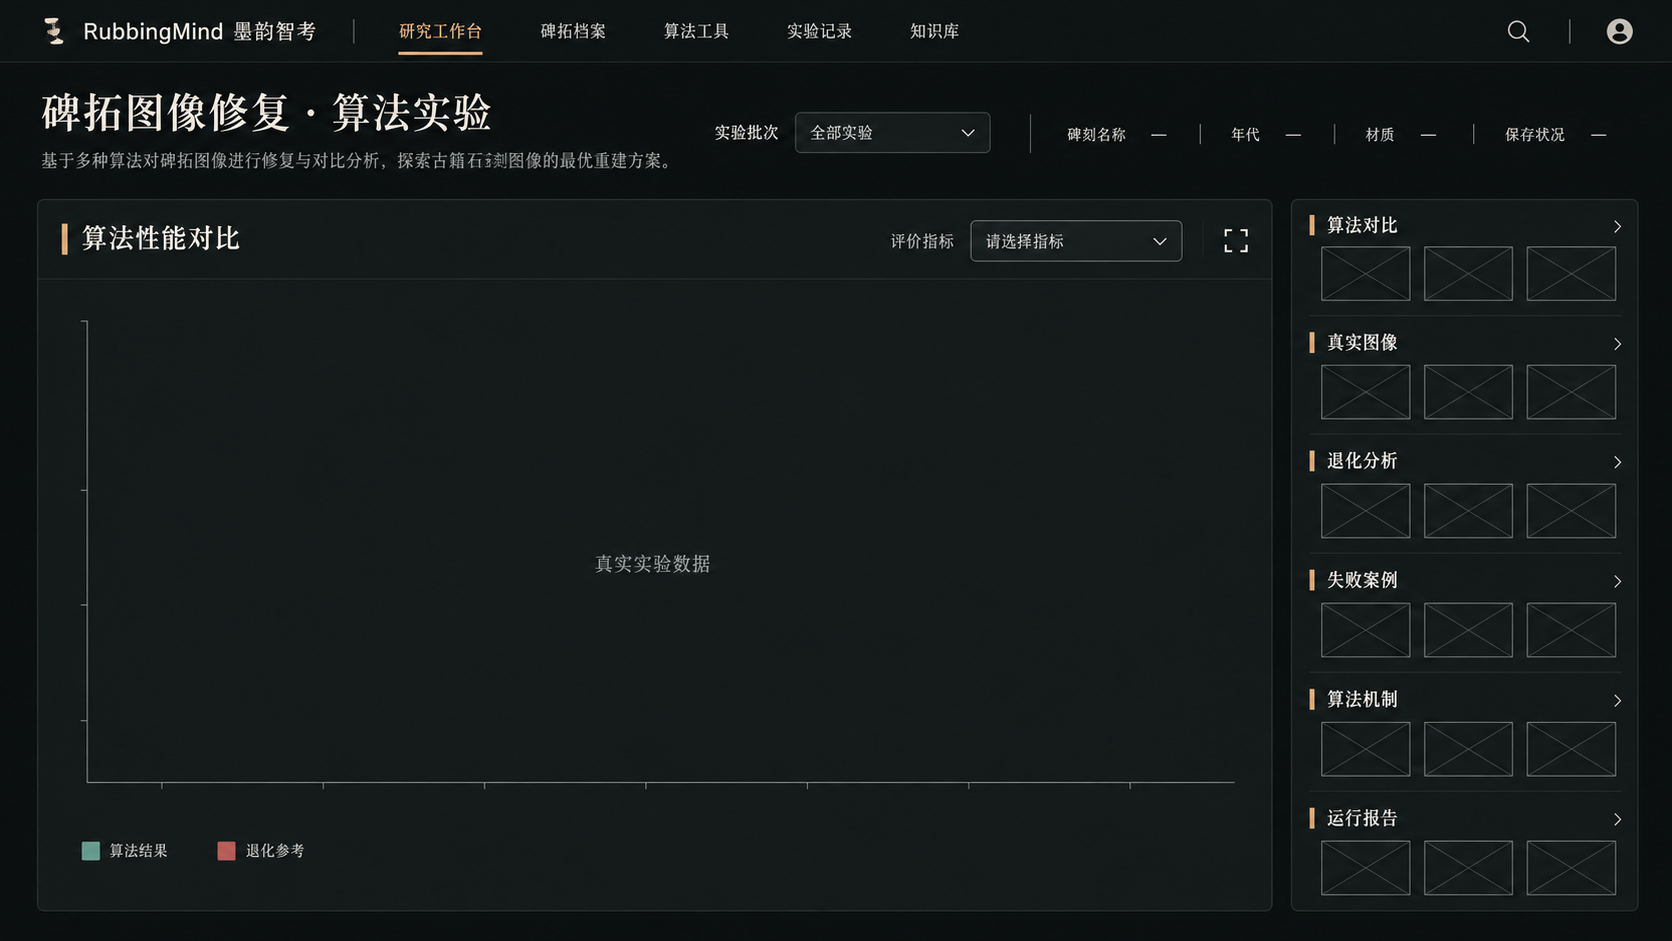 RubbingMind 墨韵智考
研究工作台
碑拓档案
算法工具
实验记录
知识库
碑拓图像修复·算法实验
基于多种算法对碑拓图像进行修复与对比分析，探索古籍石刻图像的最优重建方案。
实验批次
全部实验
碑刻名称 —
年代 —
材质 —
保存状况 —
算法性能对比
评价指标
请选择指标
真实实验数据
算法结果
退化参考
算法对比
真实图像
退化分析
失败案例
算法机制
运行报告